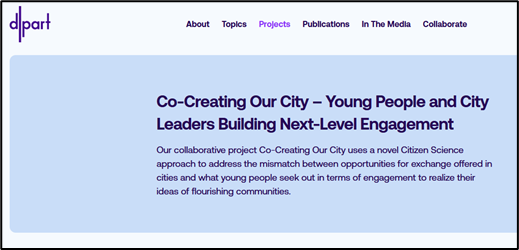 d|part
About Topics Projects Publications In The Media Collaborate
Co-Creating Our City – Young People and City
Leaders Building Next-Level Engagement
Our collaborative project Co-Creating Our City uses a novel Citizen Science
approach to address the mismatch between opportunities for exchange offered in
cities and what young people seek out in terms of engagement to realize their
ideas of flourishing communities.